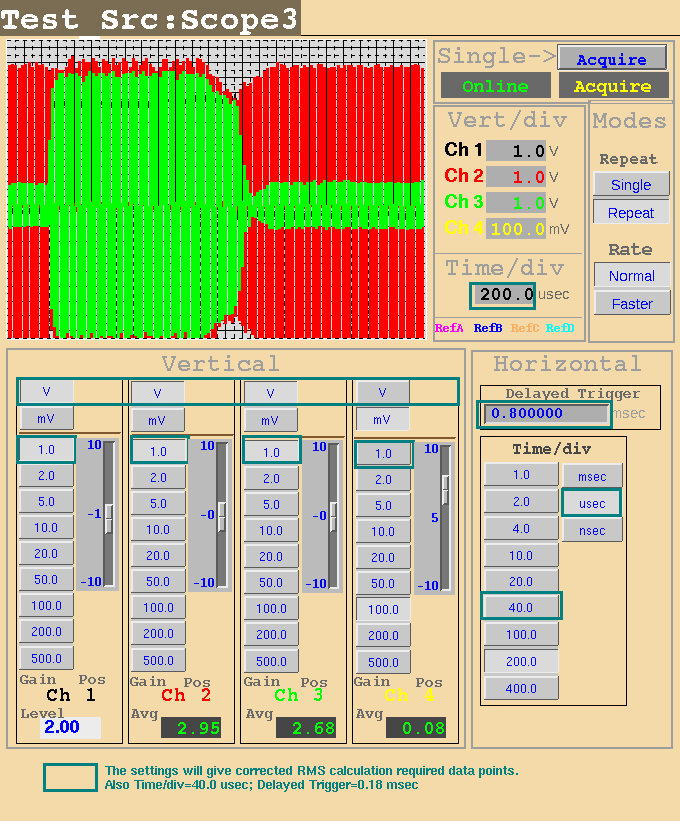 Test_Src:Scope3
Single->
Acquire
Online
Acquire
Vert/div
Ch 1 1.0 V
Ch 2 1.0 V
Ch 3 1.0 V
Ch 4 100.0 mV
Time/div
200.0 usec
RefA RefB RefC RefD
Modes
Repeat
Single
Repeat
Rate
Normal
Faster
Vertical
V V V V
mV mV mV mV
1.0 10 1.0 10 1.0 10 1.0 10
2.0 2.0 2.0 2.0
5.0 -1 5.0 -0 5.0 -0 5.0 5
10.0 10.0 10.0 10.0
20.0 20.0 20.0 20.0
50.0 -10 50.0 -10 50.0 -10 50.0 -10
100.0 100.0 100.0 100.0
200.0 200.0 200.0 200.0
500.0 500.0 500.0 500.0
Gain Pos Gain Pos Gain Pos Gain Pos
Ch 1 Ch 2 Ch 3 Ch 4
Level Avg Avg Avg
2.00 2.95 2.68 0.08
Horizontal
Delayed Trigger
0.800000 msec
Time/div
1.0 msec
2.0 usec
4.0 nsec
10.0
20.0
40.0
100.0
200.0
400.0
The settings will give corrected RMS calculation required data points.
Also Time/div=40.0 usec; Delayed Trigger=0.18 msec